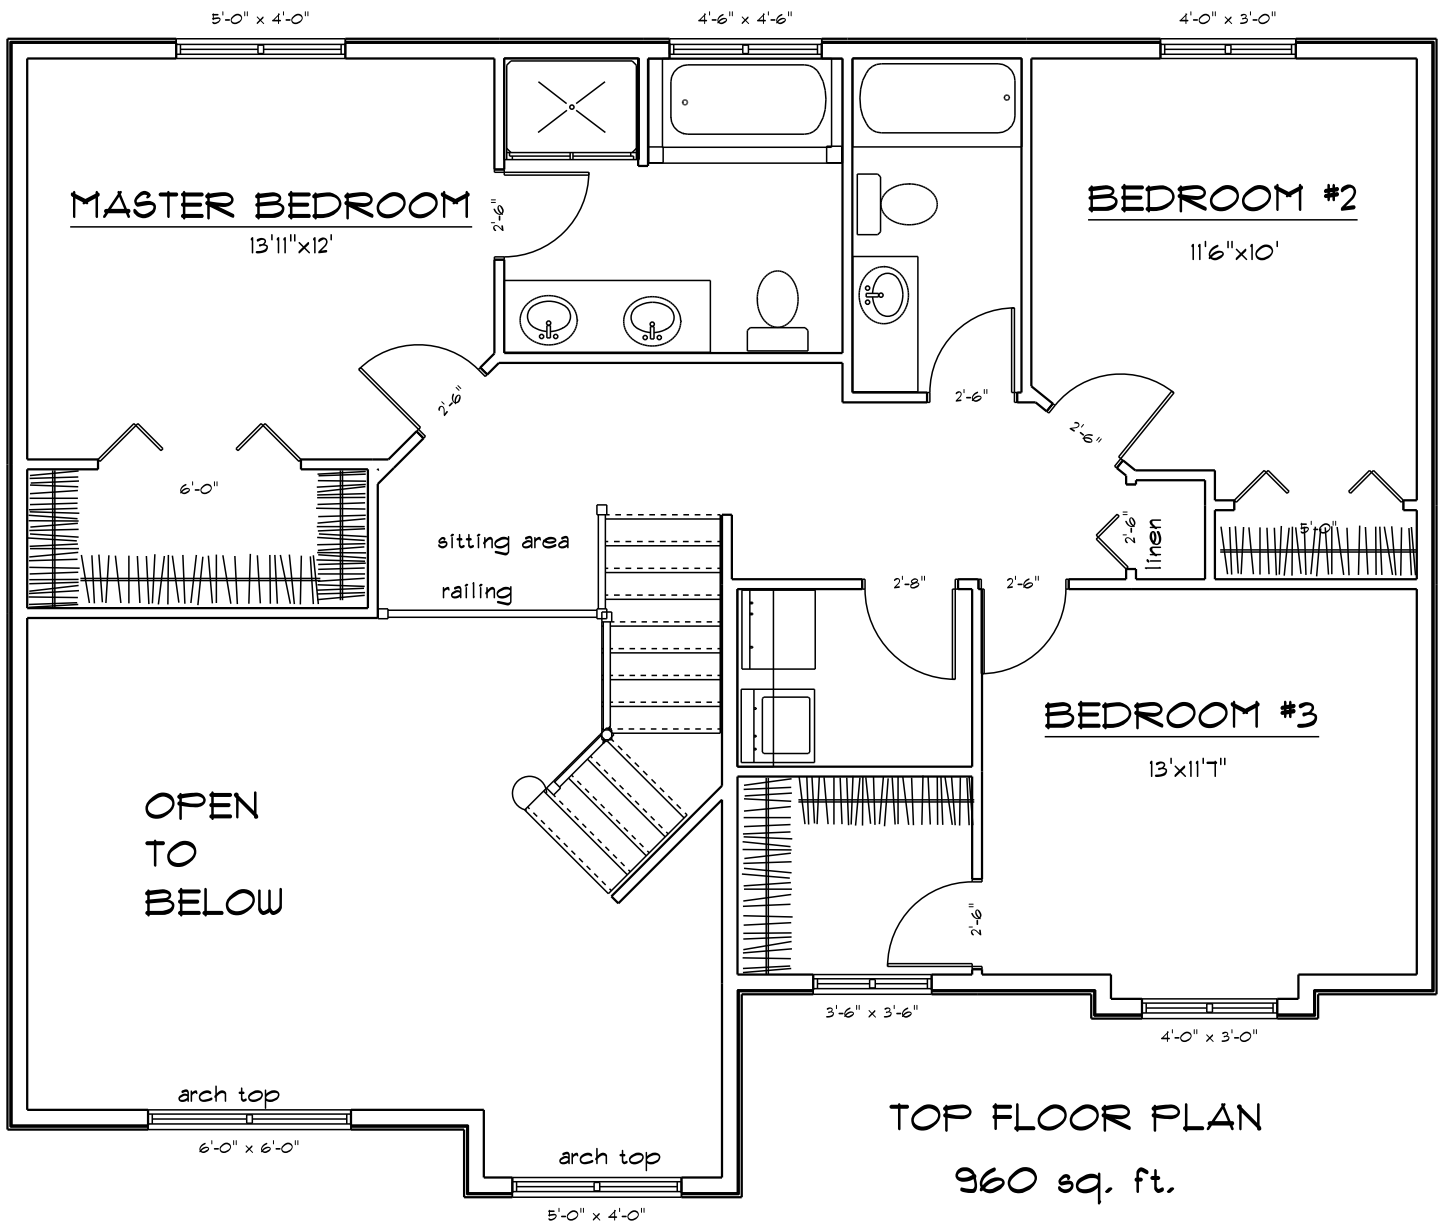 5'-0" x 4'-0"
4'-6" x 4'-6"
4'-0" x 3'-0"
MASTER BEDROOM
13'11"x12'
2'-6"
BEDROOM #2
11'6"x10'
2'-6"
2'-6"
2'-6"
6'-0"
sitting area
railing
2'-6"
linen
5'-0"
2'-8"
2'-6"
BEDROOM #3
13'x11'7"
OPEN
TO
BELOW
2'-6"
3'-6" x 3'-6"
4'-0" x 3'-0"
arch top
6'-0" x 6'-0"
arch top
5'-0" x 4'-0"
TOP FLOOR PLAN
960 sq. ft.